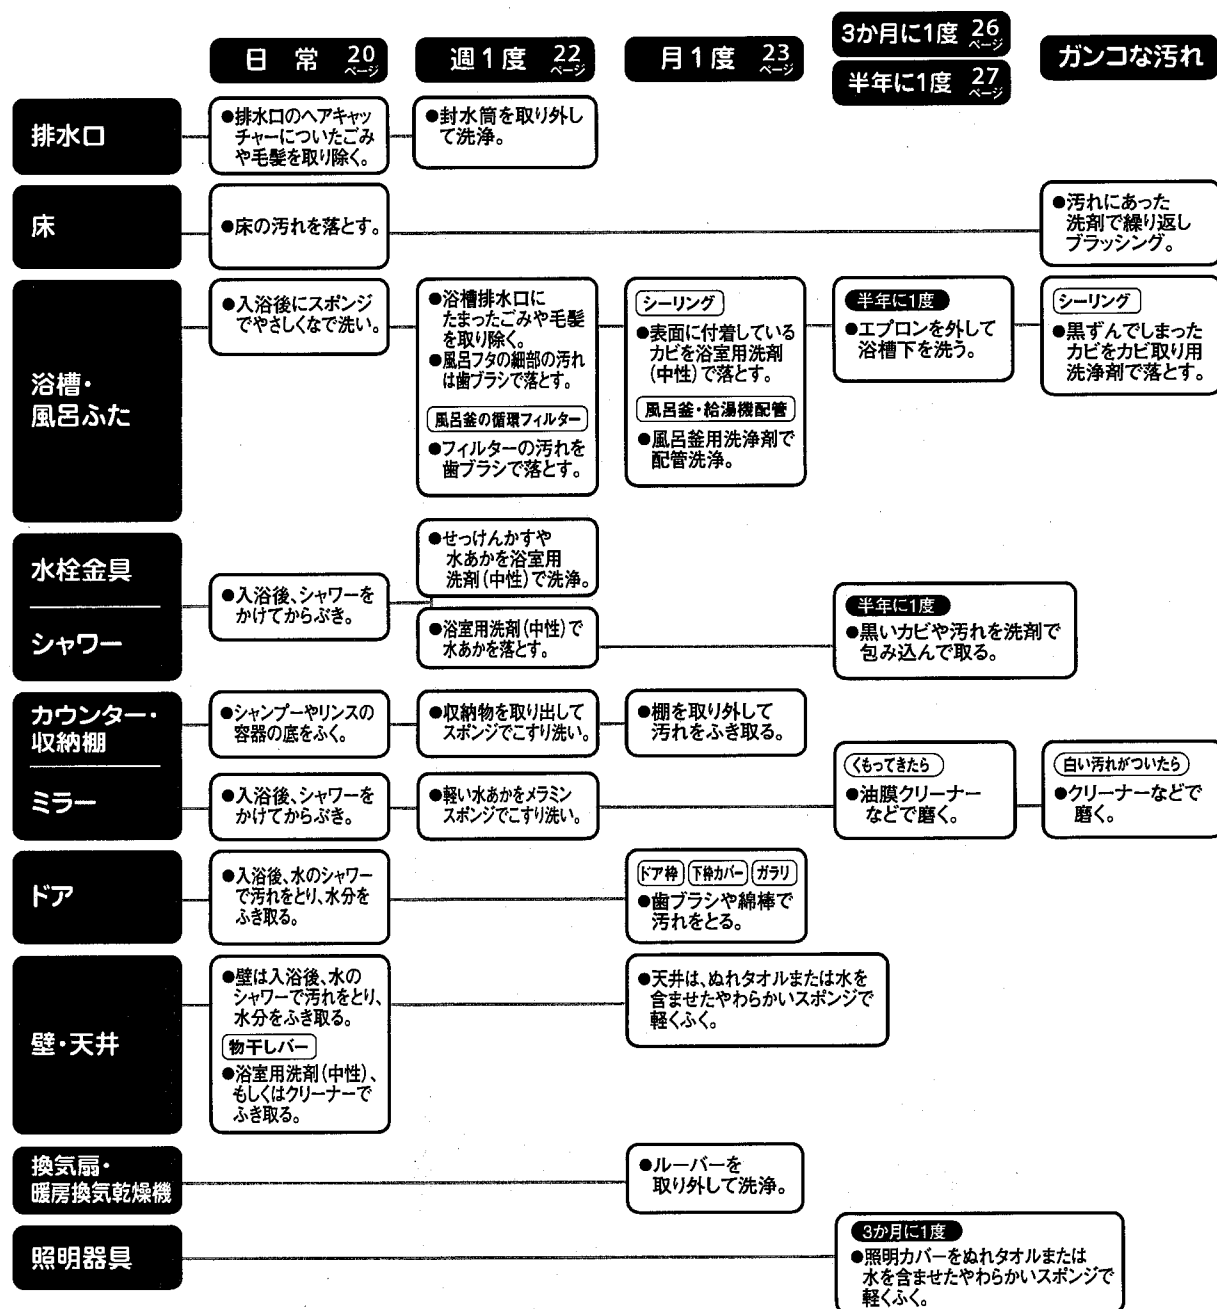 日常 20ページ
週1度 22ページ
月1度 23ページ
3か月に1度 26ページ
半年に1度 27ページ
ガンコな汚れ
排水口
●排水口のヘアキャッ
チャーについたごみ
や毛髪を取り除く。
●封水筒を取り外し
て洗浄。
床
●床の汚れを落とす。
●汚れにあった
洗剤で繰り返し
ブラッシング。
浴槽・
風呂ふた
●入浴後にスポンジ
でやさしくなで洗い。
●浴槽排水口に
たまったごみや毛髪
を取り除く。
●風呂フタの細部の汚れ
は歯ブラシで落とす。
風呂釜の循環フィルター
●フィルターの汚れを
歯ブラシで落とす。
シーリング
●表面に付着している
カビを浴室用洗剤
(中性)で落とす。
風呂釜・給湯機配管
●風呂釜用洗浄剤で
配管洗浄。
半年に1度
●エプロンを外して
浴槽下を洗う。
シーリング
●黒ずんでしまった
カビをカビ取り用
洗浄剤で落とす。
水栓金具
シャワー
●入浴後、シャワーを
かけてからぶき。
●せっけんかすや
水あかを浴室用
洗剤(中性)で洗浄。
●浴室用洗剤(中性)で
水あかを落とす。
半年に1度
●黒いカビや汚れを洗剤で
包み込んで取る。
カウンター・
収納棚
●シャンプーやリンスの
容器の底をふく。
●収納物を取り出して
スポンジでこすり洗い。
●棚を取り外して
汚れをふき取る。
ミラー
●入浴後、シャワーを
かけてからぶき。
●軽い水あかをメラミン
スポンジでこすり洗い。
くもってきたら
●油膜クリーナー
などで磨く。
白い汚れがついたら
●クリーナーなどで
磨く。
ドア
●入浴後、水のシャワー
で汚れをとり、水分を
ふき取る。
ドア枠 下枠カバー ガラリ
●歯ブラシや綿棒で
汚れをとる。
壁・天井
●壁は入浴後、水の
シャワーで汚れをとり、
水分をふき取る。
物干しバー
●浴室用洗剤(中性)、
もしくはクリーナーで
ふき取る。
●天井は、ぬれタオルまたは水を
含ませたやわらかいスポンジで
軽くふく。
換気扇・
暖房換気乾燥機
●ルーバーを
取り外して洗浄。
照明器具
3か月に1度
●照明カバーをぬれタオルまたは
水を含ませたやわらかいスポンジで
軽くふく。